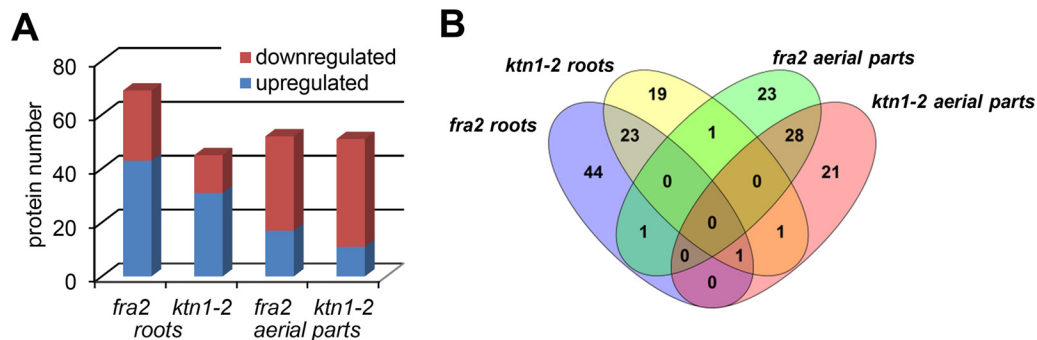 A
downregulated
upregulated
protein number
80
60
40
20
0
fra2 ktn1-2 fra2 ktn1-2
roots aerial parts
B
ktn1-2 roots
fra2 aerial parts
fra2 roots
ktn1-2 aerial parts
19
23
23
1
28
44
0
0
21
1
0
1
0
1
0